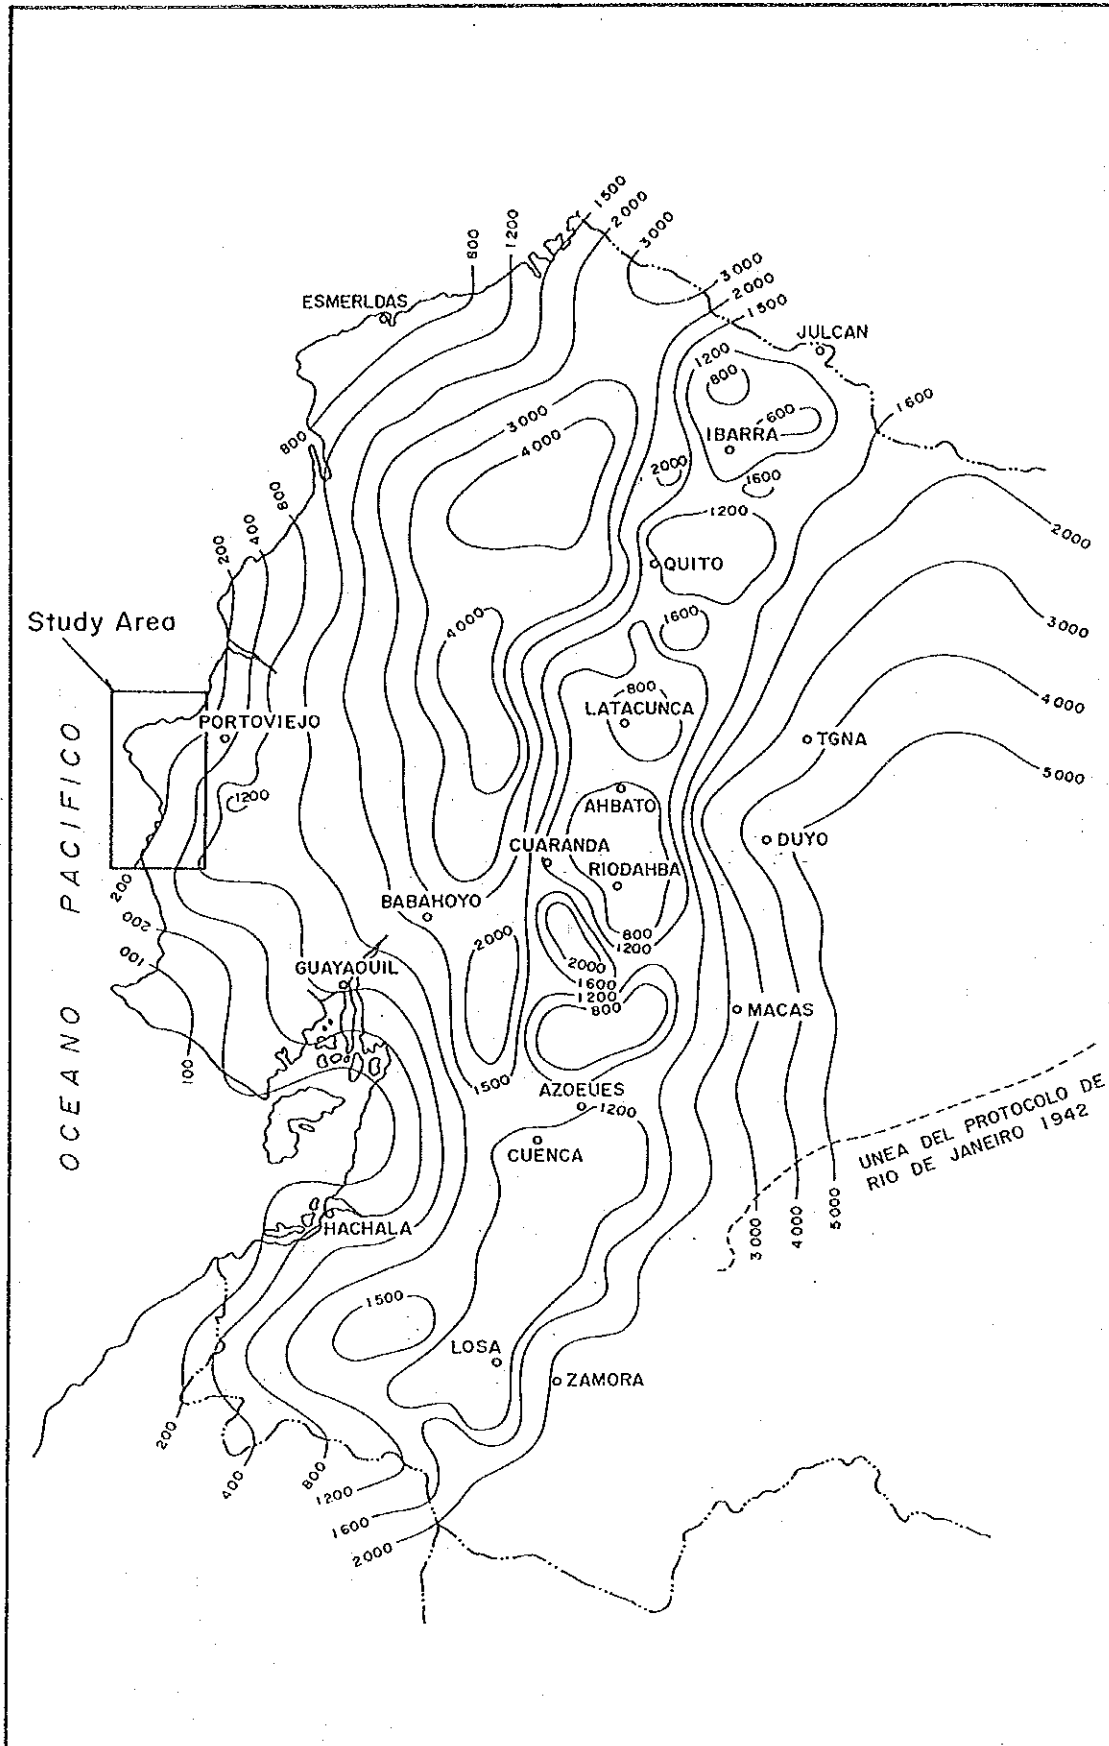 1500
2000
3000
800
1200
3000
2000
1500
ESMERLDAS
JULCAN
1200
800
1600
3000
600
IBARRA
4000
800
2000
1600
800
1200
2000
400
200
QUITO
Study Area
4000
1600
3000
800
LATACUNCA
4000
PORTOVIEJO
TGNA
5000
AHBATO
1200
DUYO
CUARANDA
RIODAHBA
200
BABAHOYO
200
800
1200
2000
100
2000
GUAYAOUIL
1600
1200
800
MACAS
100
1500
AZOEUES
1200
CUENCA
OCEANO PACIFICO
UNEA DEL PROTOCOLO DE
RIO DE JANEIRO 1942
HACHALA
3000
4000
5000
1500
LOSA
ZAMORA
200
400
800
1200
1600
2000